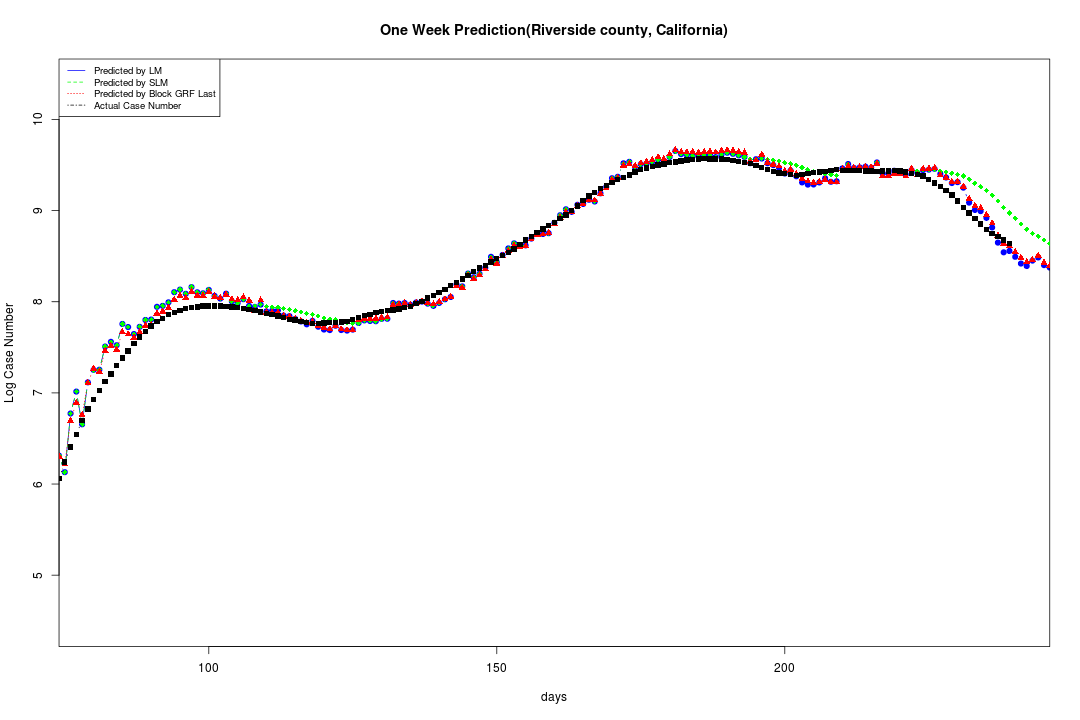 One Week Prediction(Riverside county, California)
Predicted by LM
Predicted by SLM
Predicted by Block GRF Last
Actual Case Number
10
9
8
7
6
5
Log Case Number
100
150
200
days